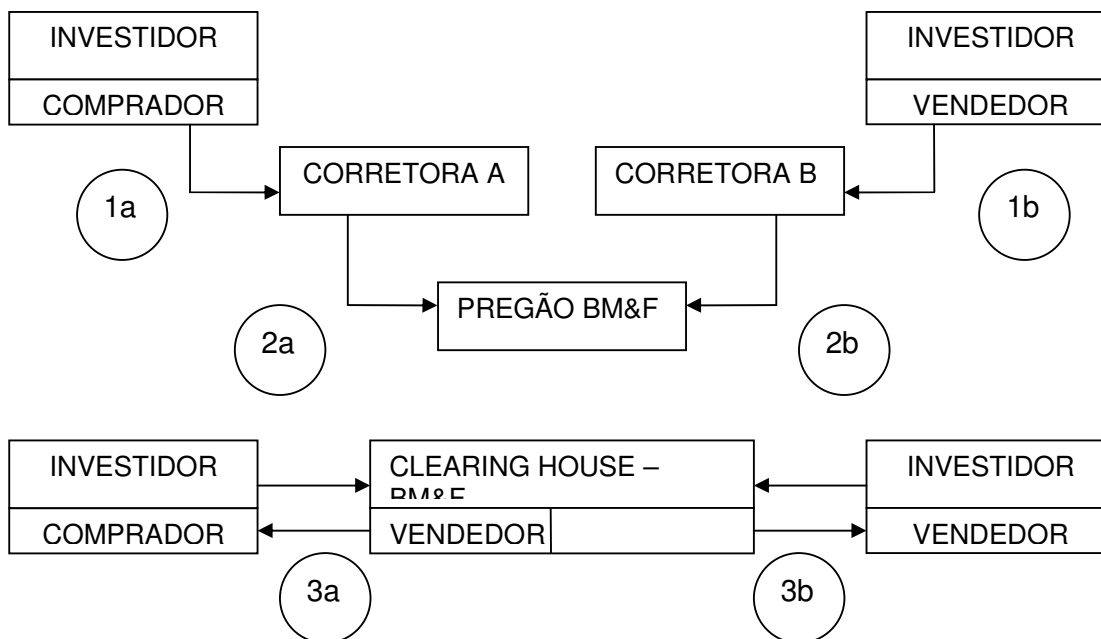 INVESTIDOR
COMPRADOR
INVESTIDOR
VENDEDOR
CORRETORA A
CORRETORA B
1a
1b
PREGÃO BM&F
2a
2b
INVESTIDOR
COMPRADOR
CLEARING HOUSE –
BM&F
VENDEDOR
INVESTIDOR
VENDEDOR
3a
3b